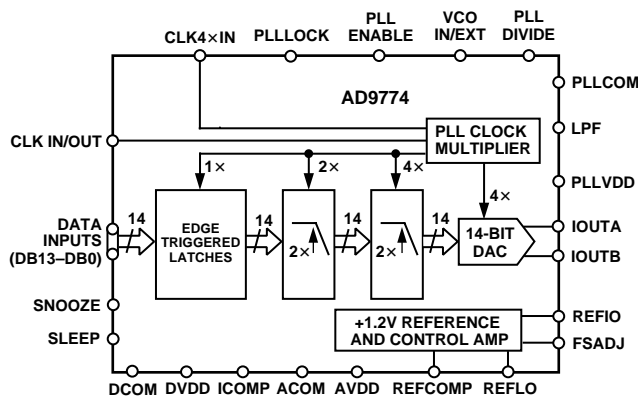 PLL
ENABLE
VCO
IN/EXT
PLL
DIVIDE
CLK4×IN
PLLLOCK
AD9774
PLLCOM
CLK IN/OUT
PLL CLOCK
MULTIPLIER
LPF
1×
2×
4×
4×
PLLVDD
DATA
INPUTS
(DB13–DB0)
14
EDGE
TRIGGERED
LATCHES
14
2×
14
2×
14
14-BIT
DAC
IOUTA
IOUTB
SNOOZE
SLEEP
+1.2V REFERENCE
AND CONTROL AMP
REFIO
FSADJ
DCOM
DVDD
ICOMP
ACOM
AVDD
REFCOMP
REFLO